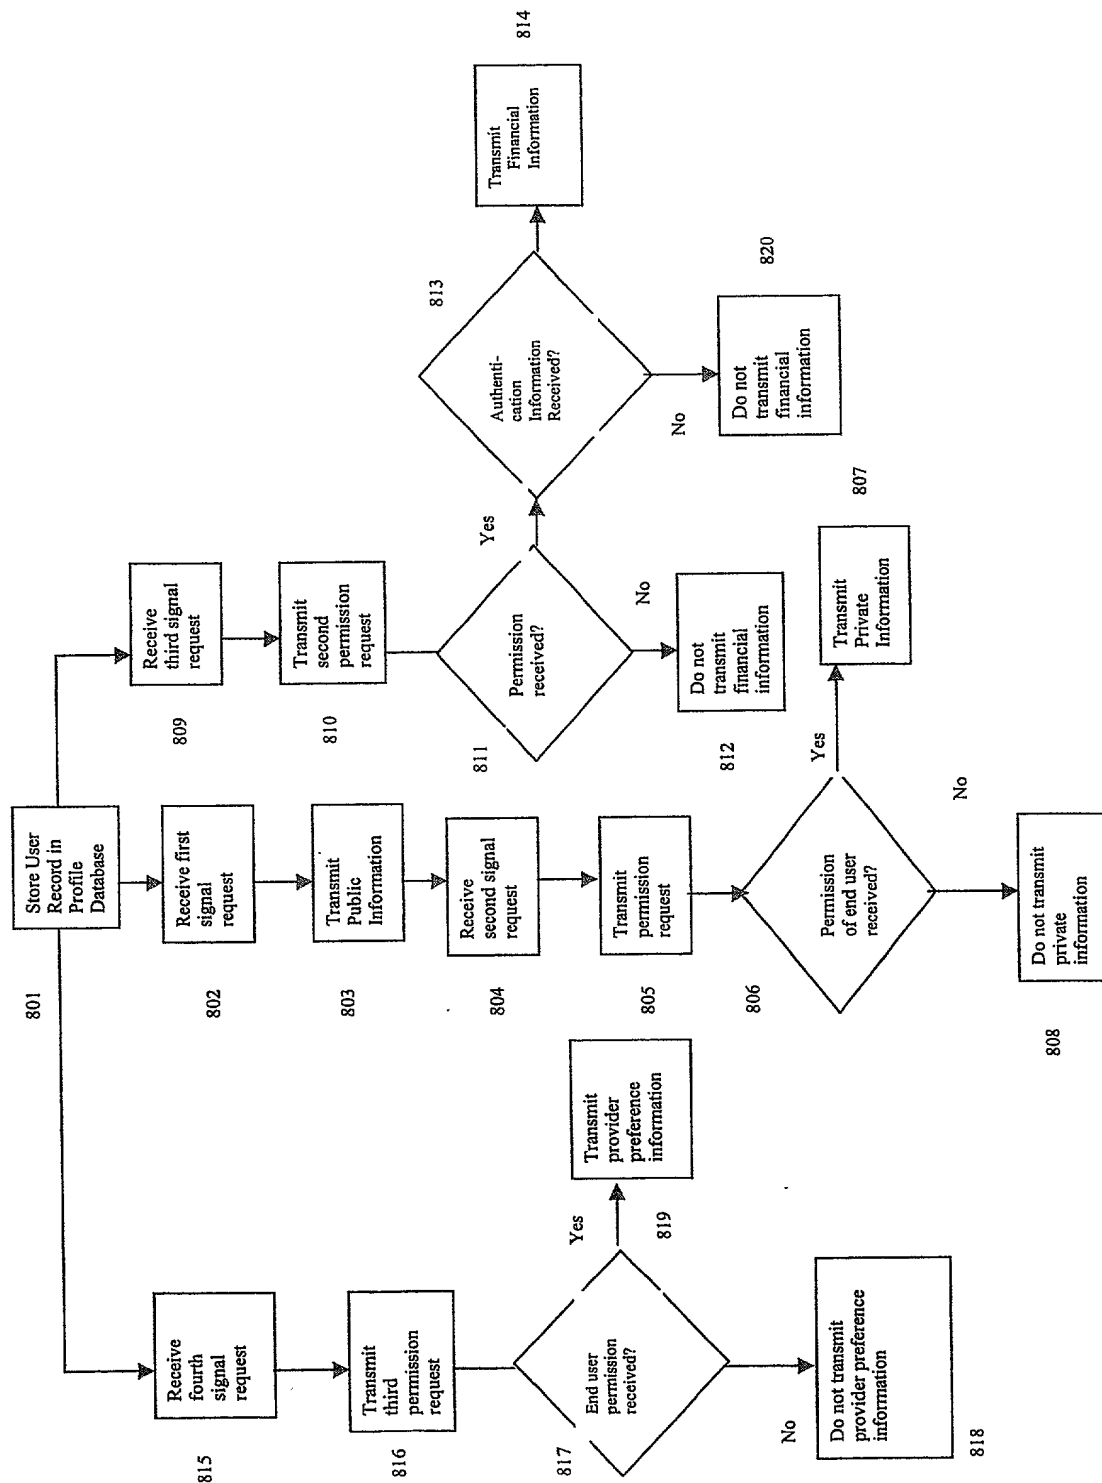 801
Store User
Record in
Profile
Database
815
Receive
fourth
signal
request
816
Transmit
third
permission
request
817
End user
permission
received?
Yes
819
Transmit
provider
preference
information
No
Do not transmit
provider preference
information
818
802
Receive first
signal
request
803
Transmit
Public
Information
804
Receive
second signal
request
805
Transmit
permission
request
806
Permission
of end user
received?
Yes
807
Transmit
Private
Information
No
Do not transmit
private
information
808
809
Receive
third signal
request
810
Transmit
second
permission
request
811
Permission
received?
Yes
No
812
Do not
transmit
financial
information
813
Authenti-
cation
Information
Received?
814
Transmit
Financial
Information
No
820
Do not
transmit
financial
information